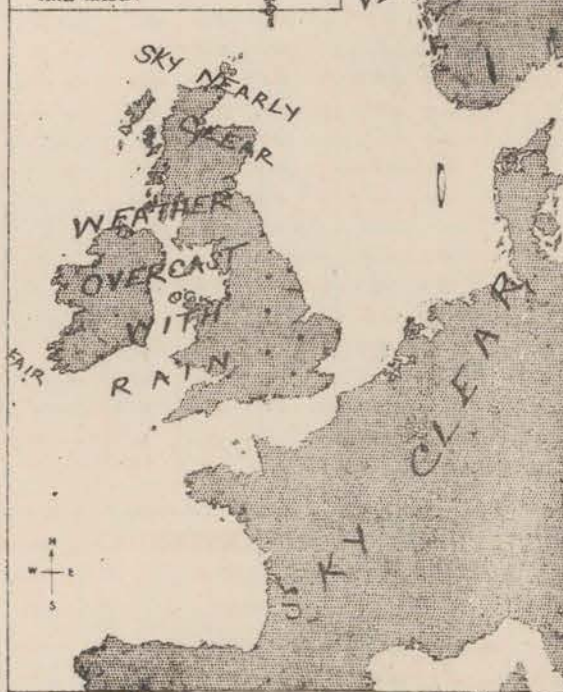 SKY NEARLY
CLEAR
WEATHER
OVERCAST
WITH
RAIN
FAIR
SKY CLEAR
N
W E
S